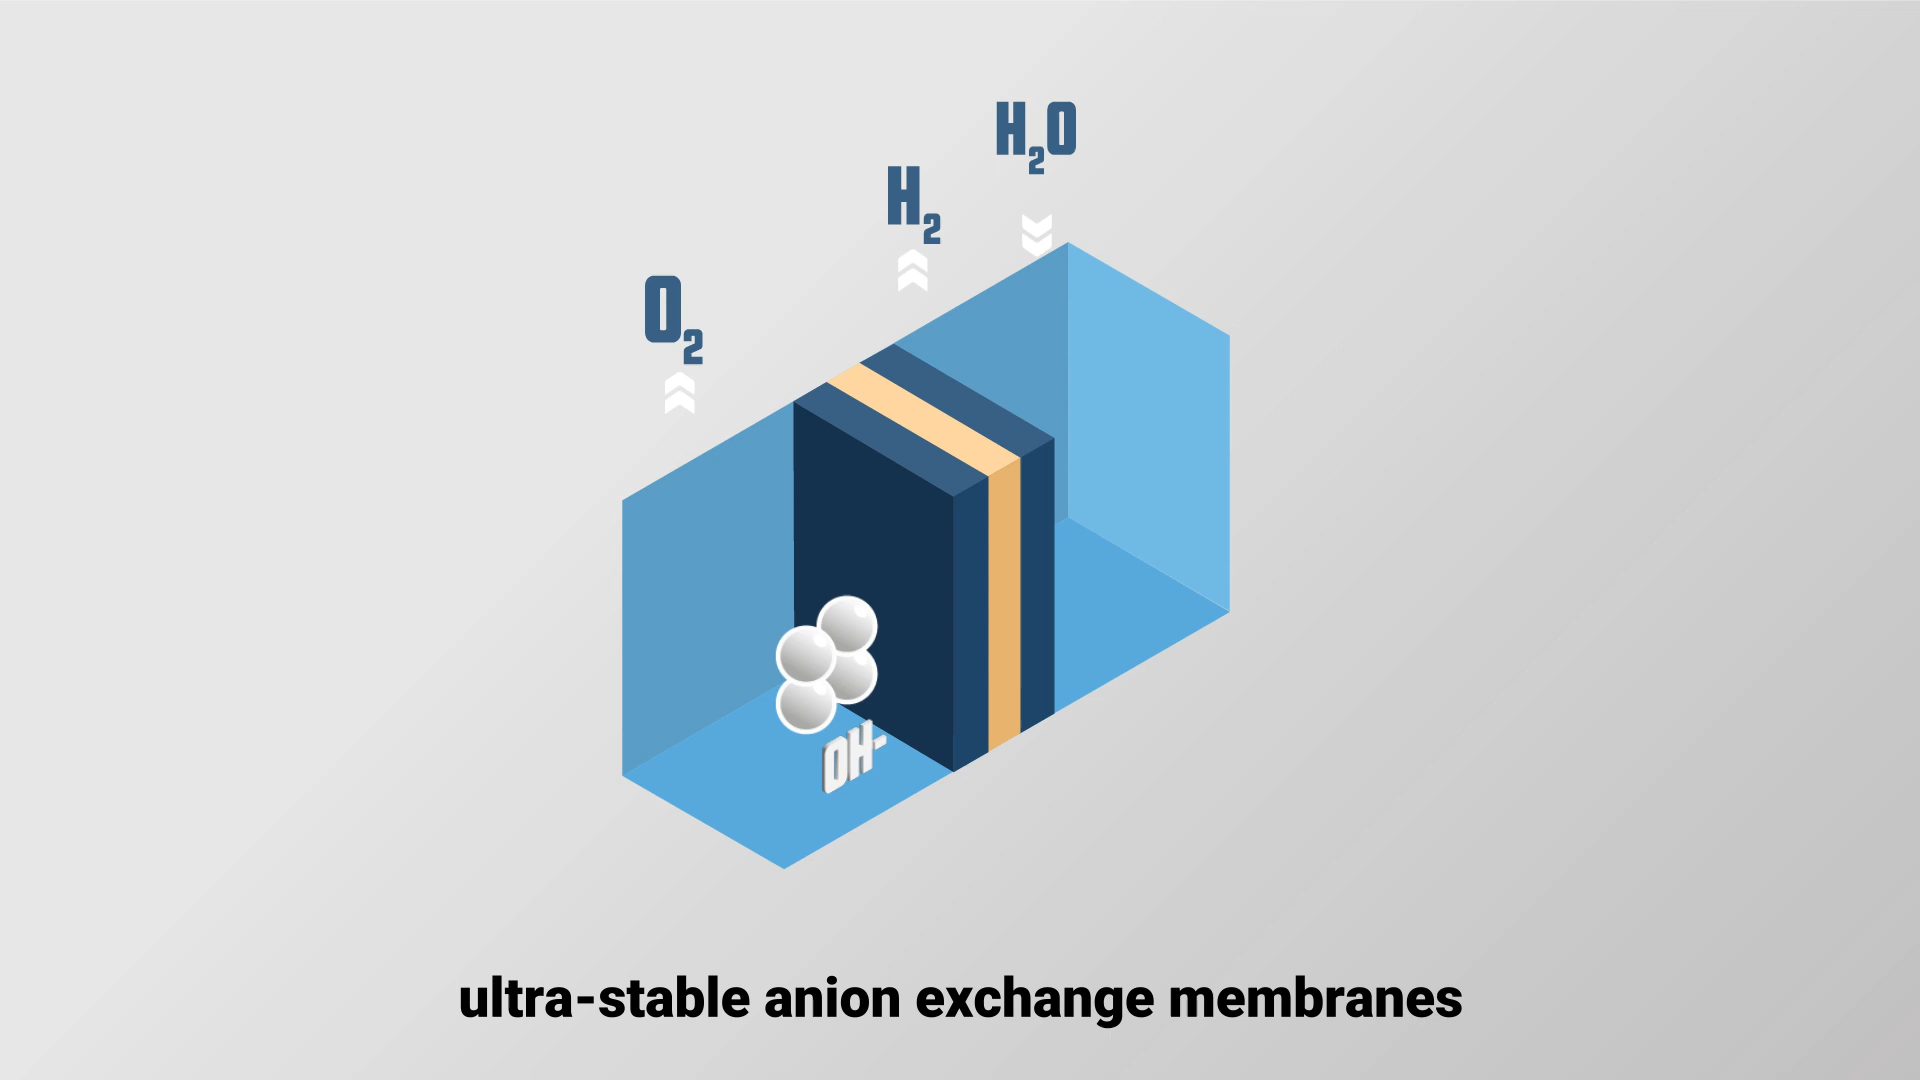 H₂O
H₂
O₂
OH-
ultra-stable anion exchange membranes